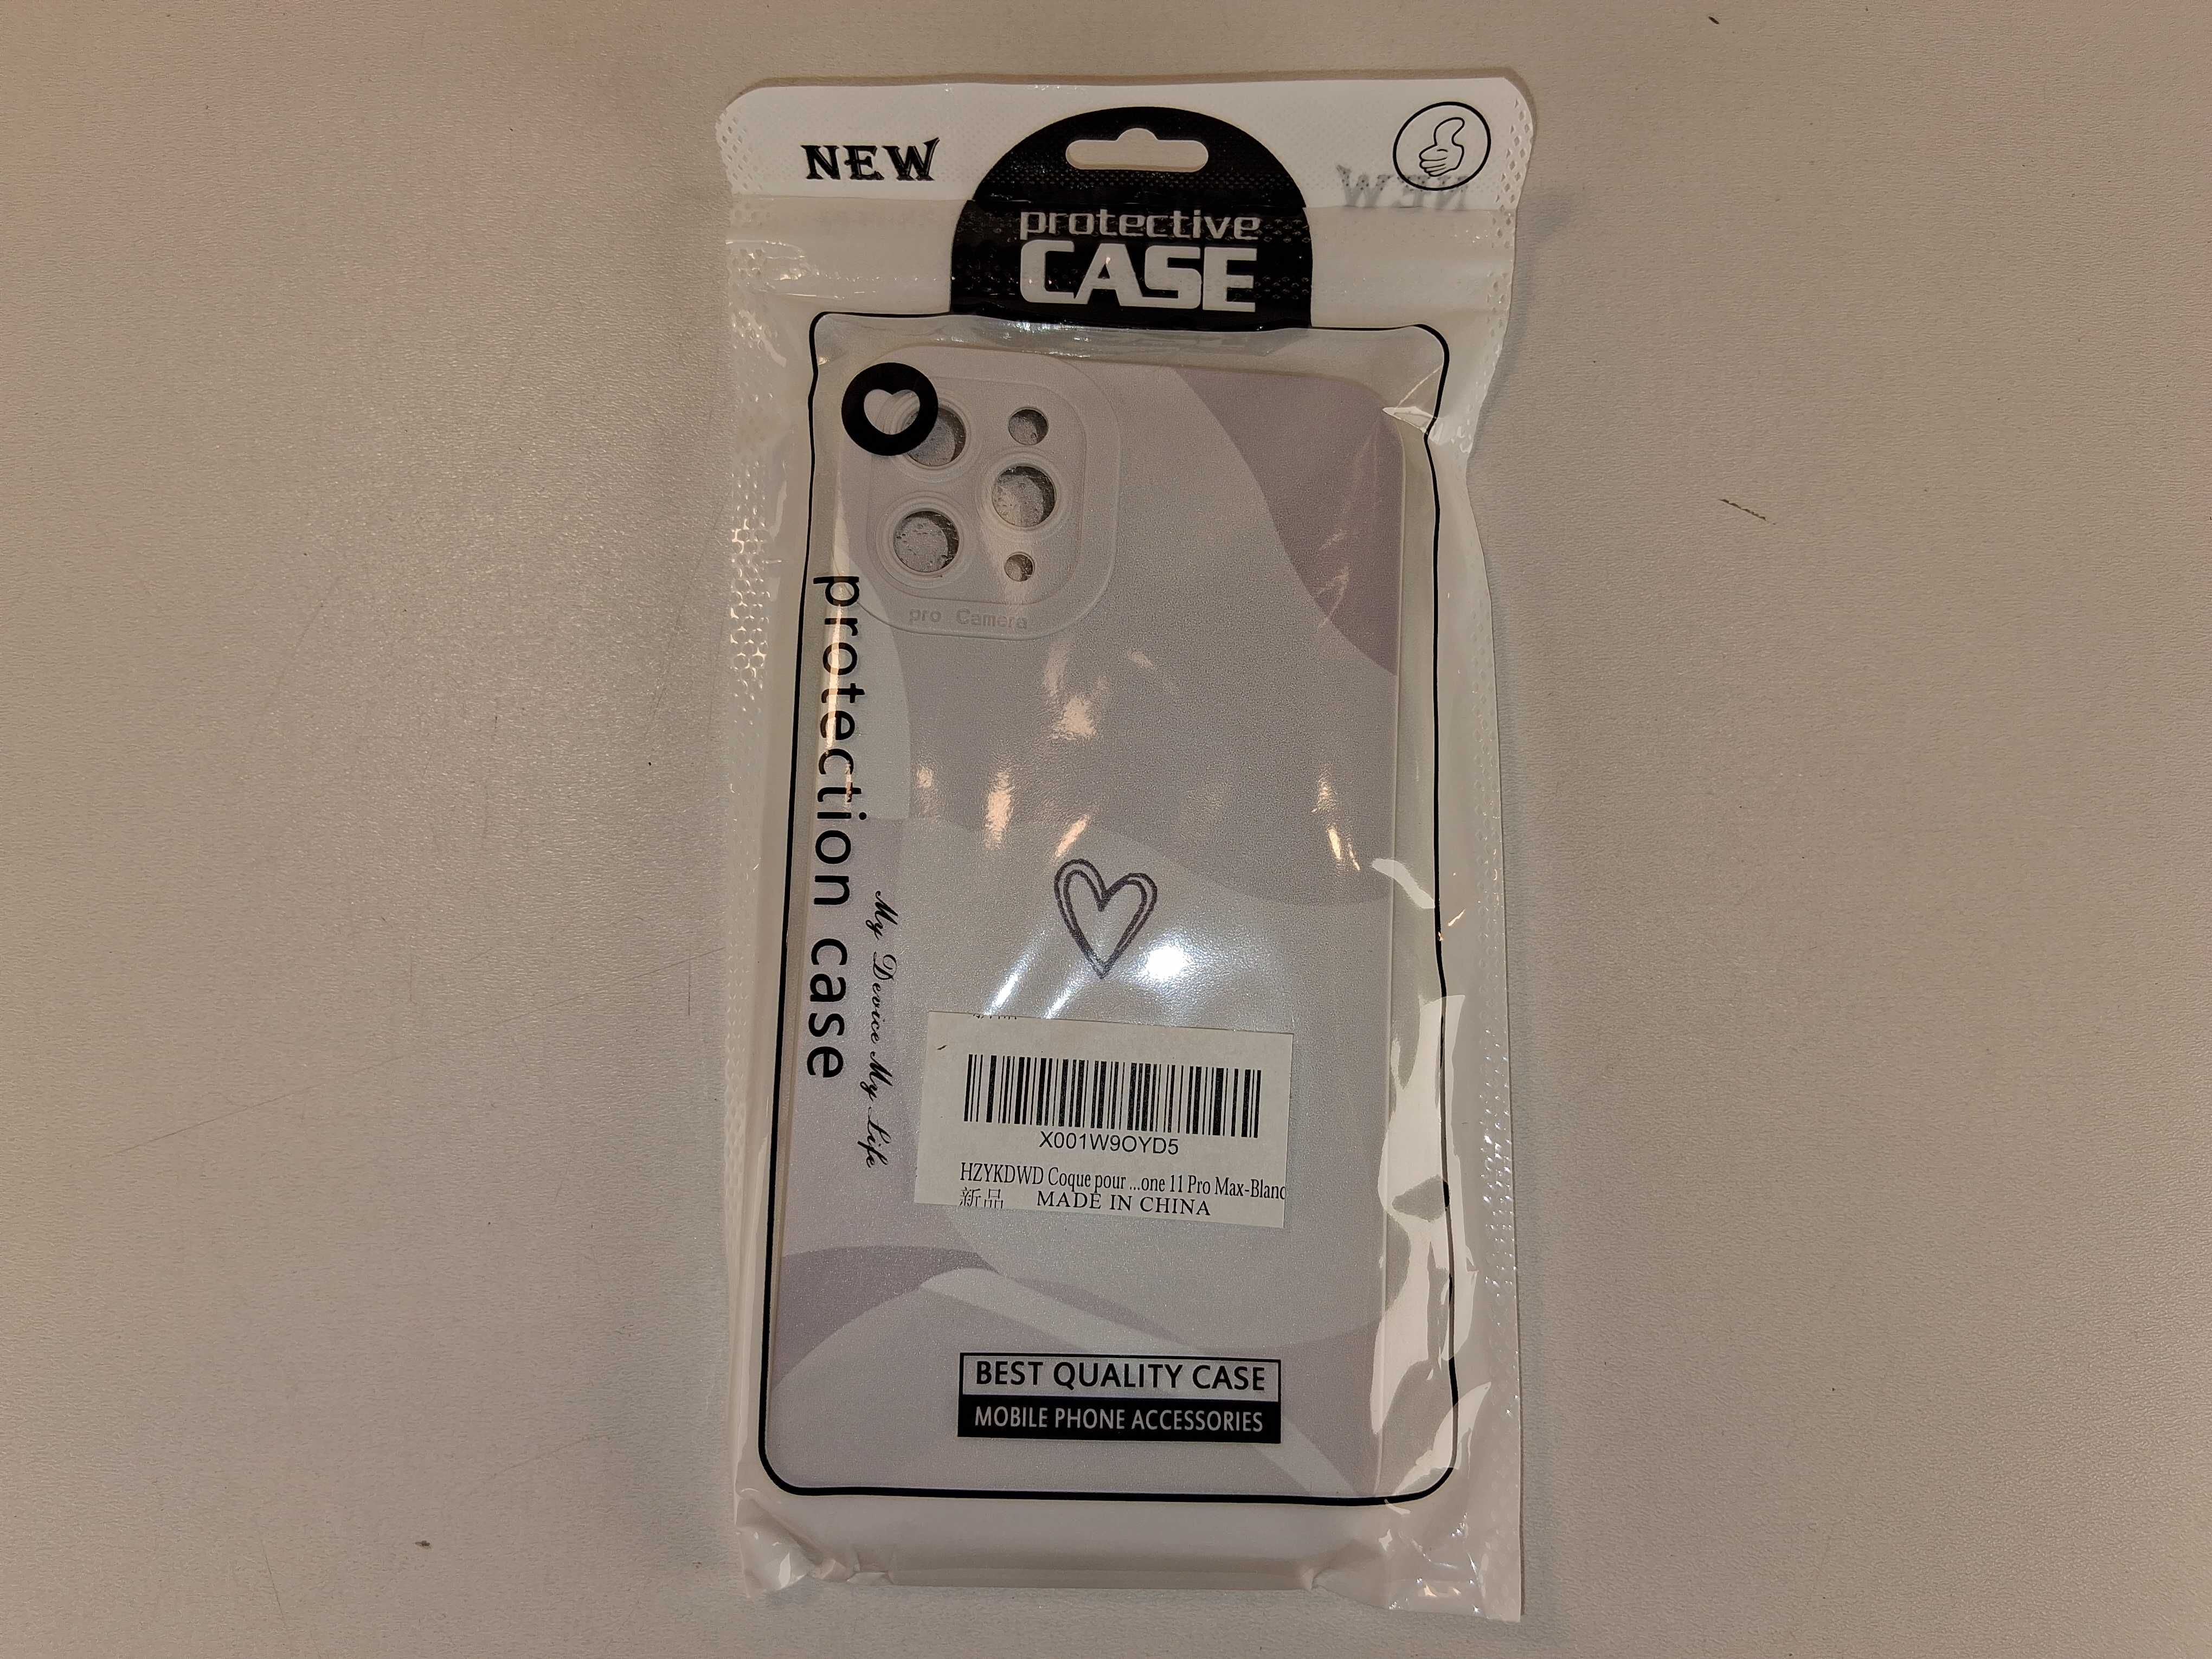 NEW
protective
CASE
NEW
pro Camera
protection case
My Device My Life
X001W9OYD5
HZYKDWD Coque pour ...one 11 Pro Max-Blanc
新品 MADE IN CHINA
BEST QUALITY CASE
MOBILE PHONE ACCESSORIES